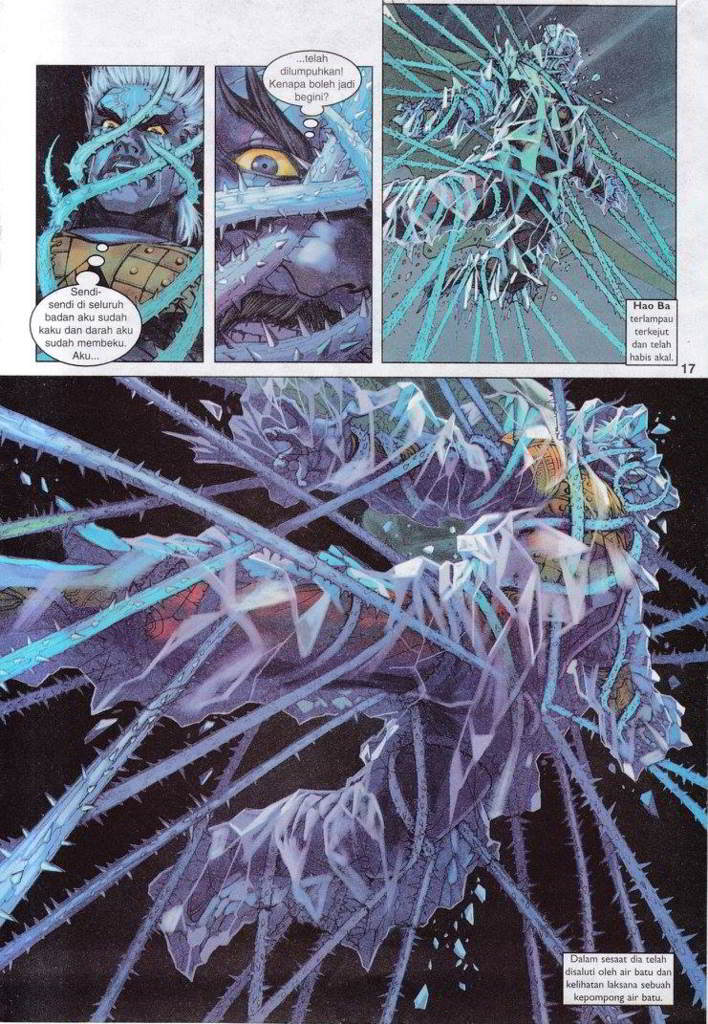 Sendi-
sendi di seluruh
badan aku sudah
kaku dan darah aku
sudah membeku.
Aku...
...telah
dilumpuhkan!
Kenapa boleh jadi
begini?
Hao Ba
terlampau
terkejut
dan telah
habis akal.
17
Dalam sesaat dia telah
disaluti oleh air batu dan
kelihatan laksana sebuah
kepompong air batu.